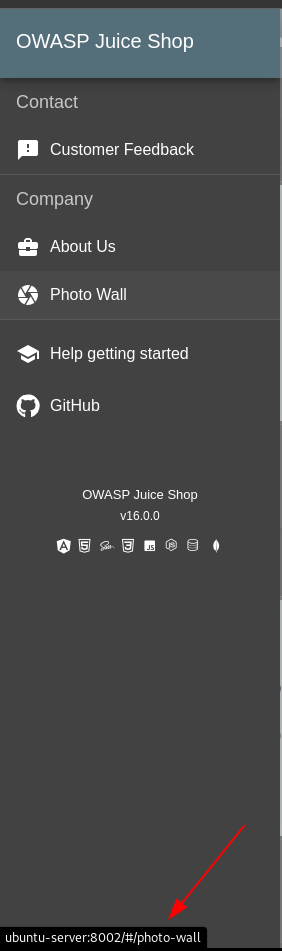 OWASP Juice Shop
Contact
Customer Feedback
Company
About Us
Photo Wall
Help getting started
GitHub
OWASP Juice Shop
v16.0.0
ubuntu-server:8002/#/photo-wall